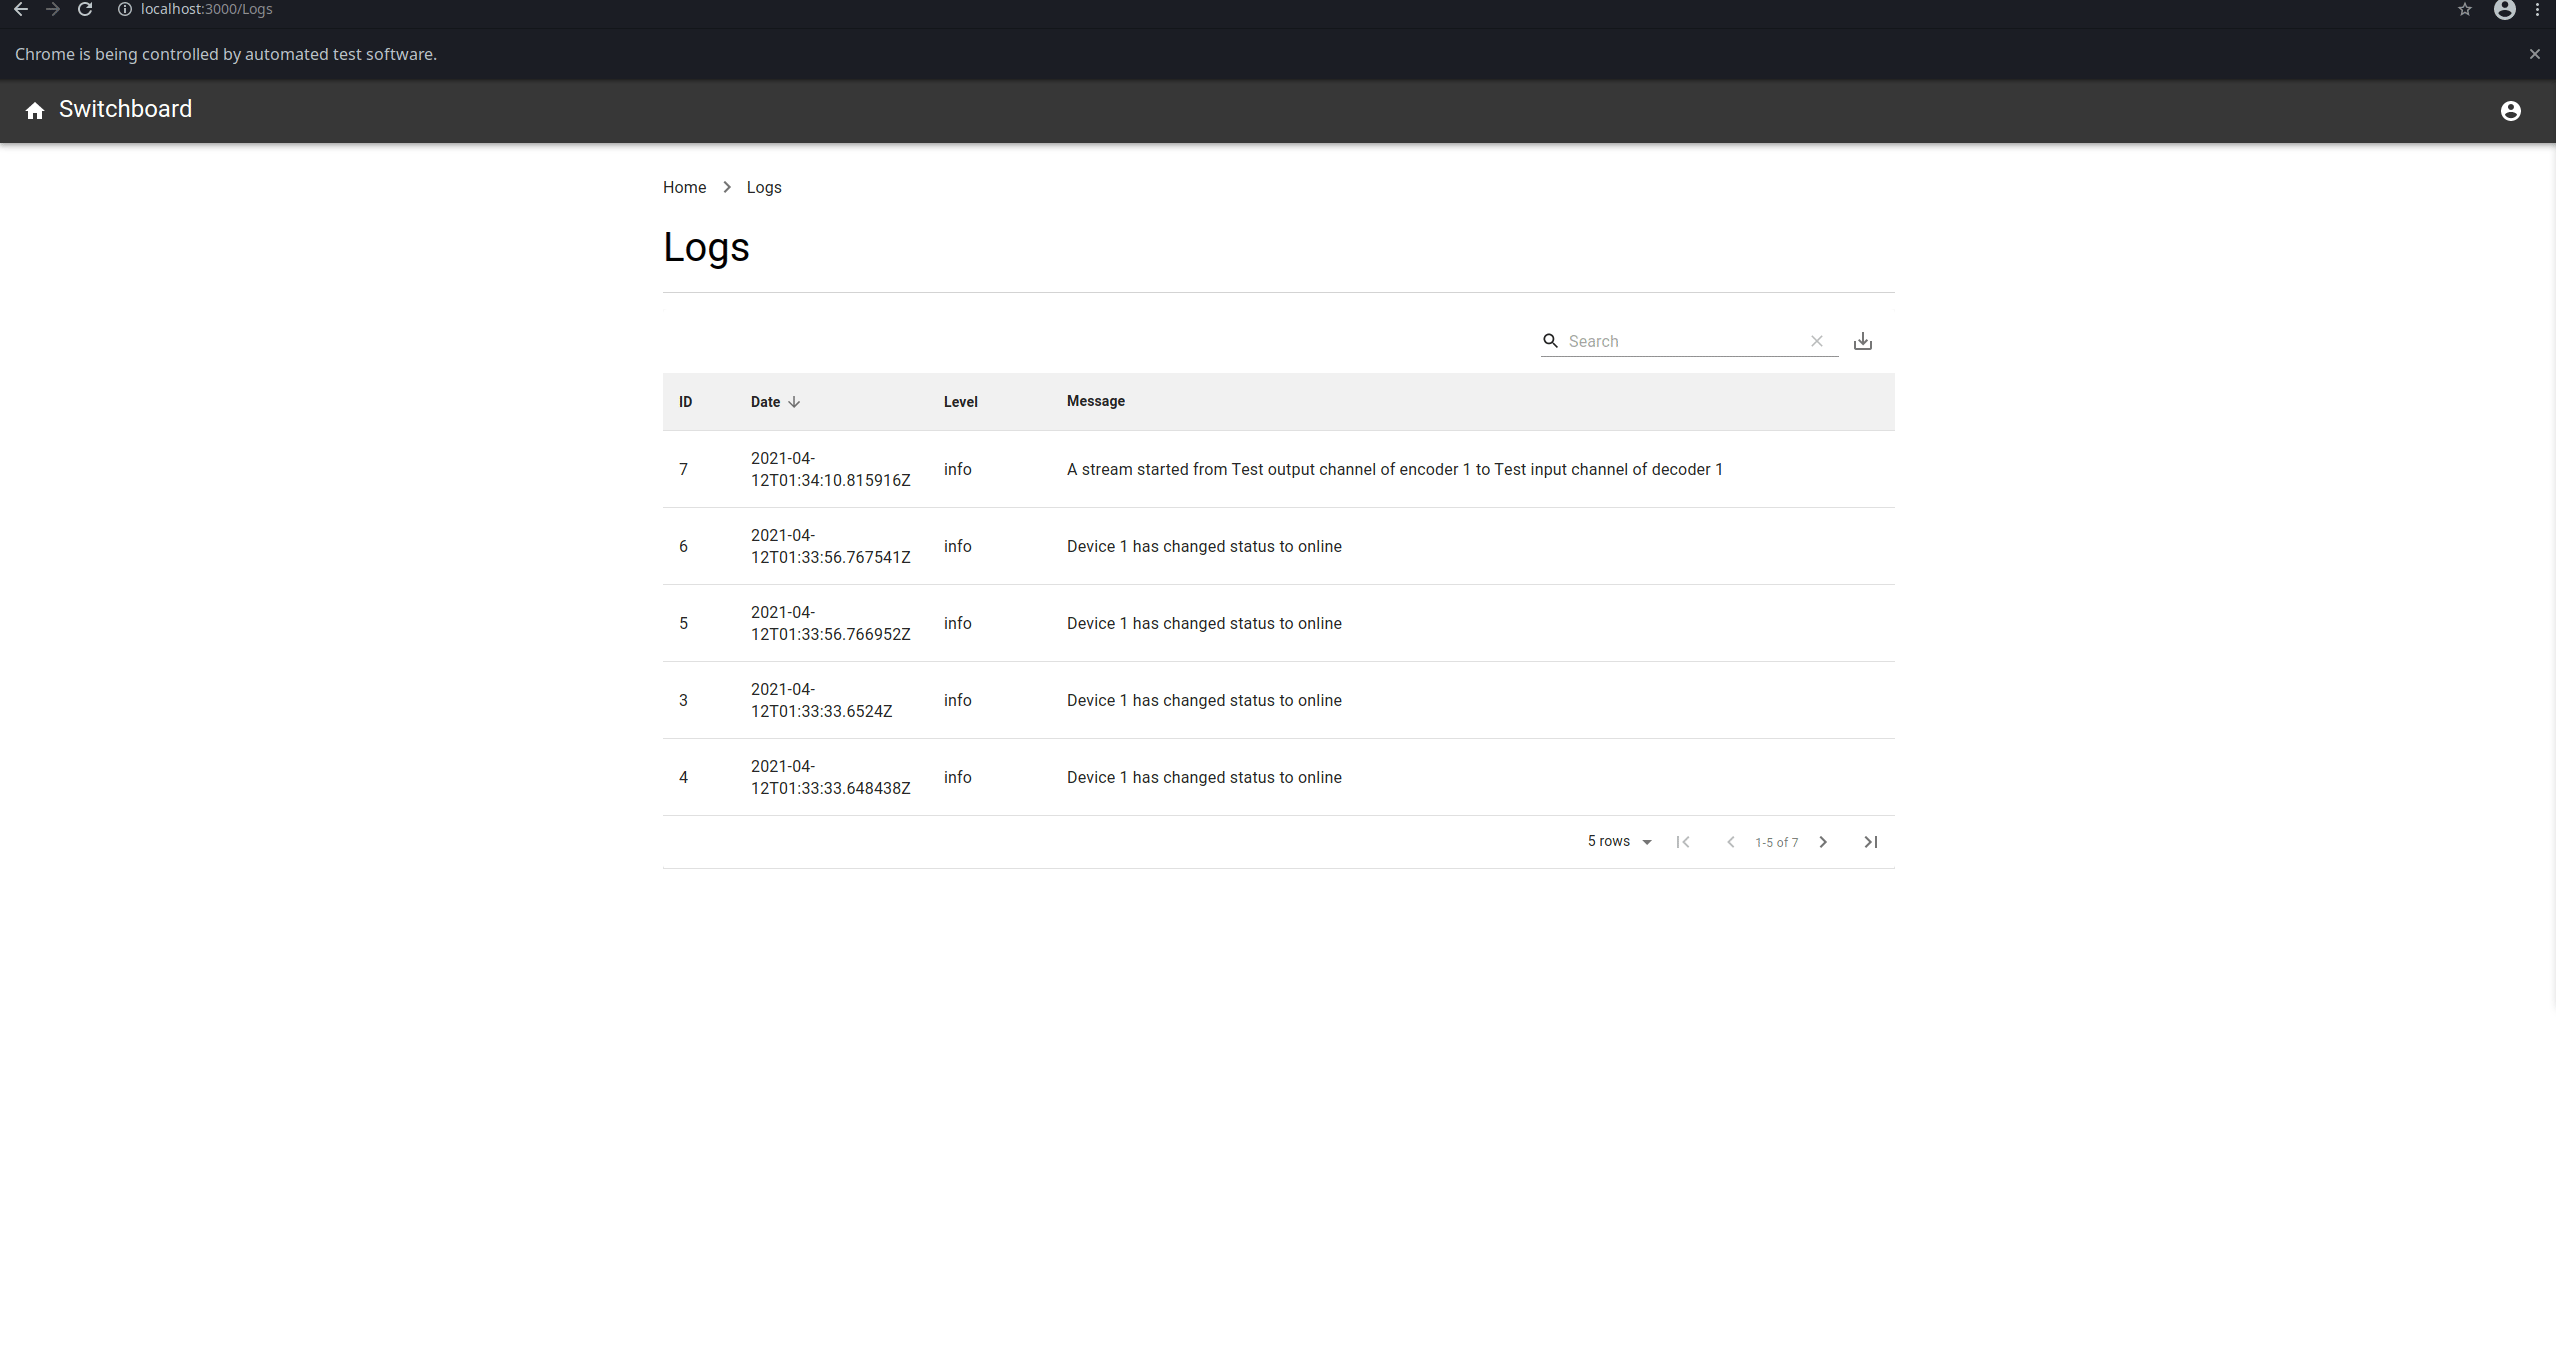 localhost:3000/Logs
Chrome is being controlled by automated test software.
Switchboard
Home Logs
Logs
Search
ID Date Level Message
7 2021-04-
12T01:34:10.815916Z info A stream started from Test output channel of encoder 1 to Test input channel of decoder 1
6 2021-04-
12T01:33:56.767541Z info Device 1 has changed status to online
5 2021-04-
12T01:33:56.766952Z info Device 1 has changed status to online
3 2021-04-
12T01:33:33.6524Z info Device 1 has changed status to online
4 2021-04-
12T01:33:33.648438Z info Device 1 has changed status to online
5 rows 1-5 of 7